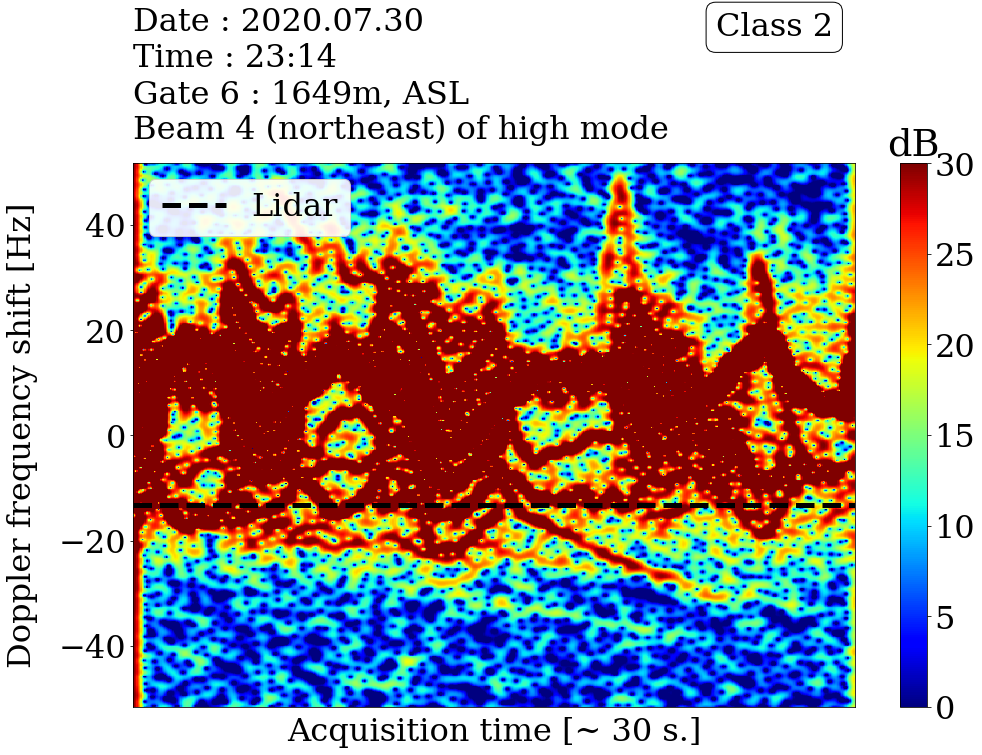 Date : 2020.07.30
Time : 23:14
Gate 6 : 1649m, ASL
Beam 4 (northeast) of high mode
Class 2
dB
Lidar
40
20
0
−20
−40
Doppler frequency shift [Hz]
Acquisition time [~ 30 s.]
30
25
20
15
10
5
0